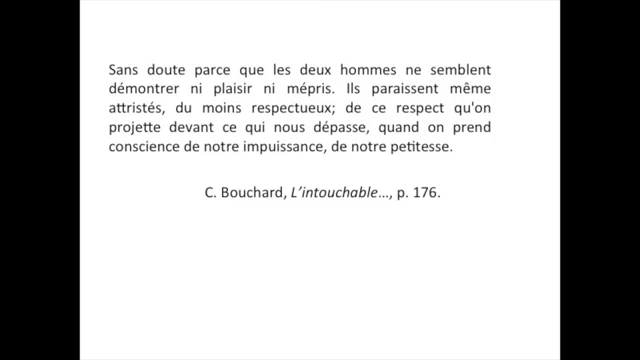 Sans doute parce que les deux hommes ne semblent
démontrer ni plaisir ni mépris. Ils paraissent même
attristés, du moins respectueux; de ce respect qu'on
projette devant ce qui nous dépasse, quand on prend
conscience de notre impuissance, de notre petitesse.
C. Bouchard, L’intouchable…, p. 176.